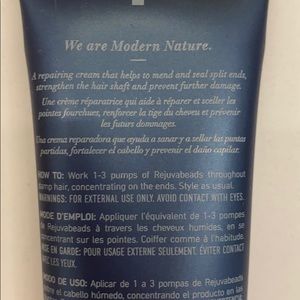 We are Modern Nature.
A repairing cream that helps to mend and seal split ends,
strengthen the hair shaft and prevent further damage.
Une crème réparatrice qui aide à réparer et sceller les
pointes fourchues, renforcer la tige du cheveu et prévenir
les futurs dommages.
Una crema reparadora que ayuda a sanar y a sellar las puntas
partidas, fortalecer el cabello y prevenir el daño capilar.
HOW TO: Work 1-3 pumps of Rejuvabeads throughout
damp hair, concentrating on the ends. Style as usual.
WARNINGS: FOR EXTERNAL USE ONLY. AVOID CONTACT WITH EYES.
MODE D'EMPLOI: Appliquer l'équivalent de 1-3 pompes
de Rejuvabeads à travers les cheveux humides, en se
concentrant sur les pointes. Coiffer comme à l'habitude.
MISE EN GARDE: POUR USAGE EXTERNE SEULEMENT. ÉVITER CONTACT
AVEC LES YEUX.
MODO DE USO: Aplicar de 1 a 3 pumps de Rejuvabeads
sobre el cabello húmedo, concentrando el producto en las